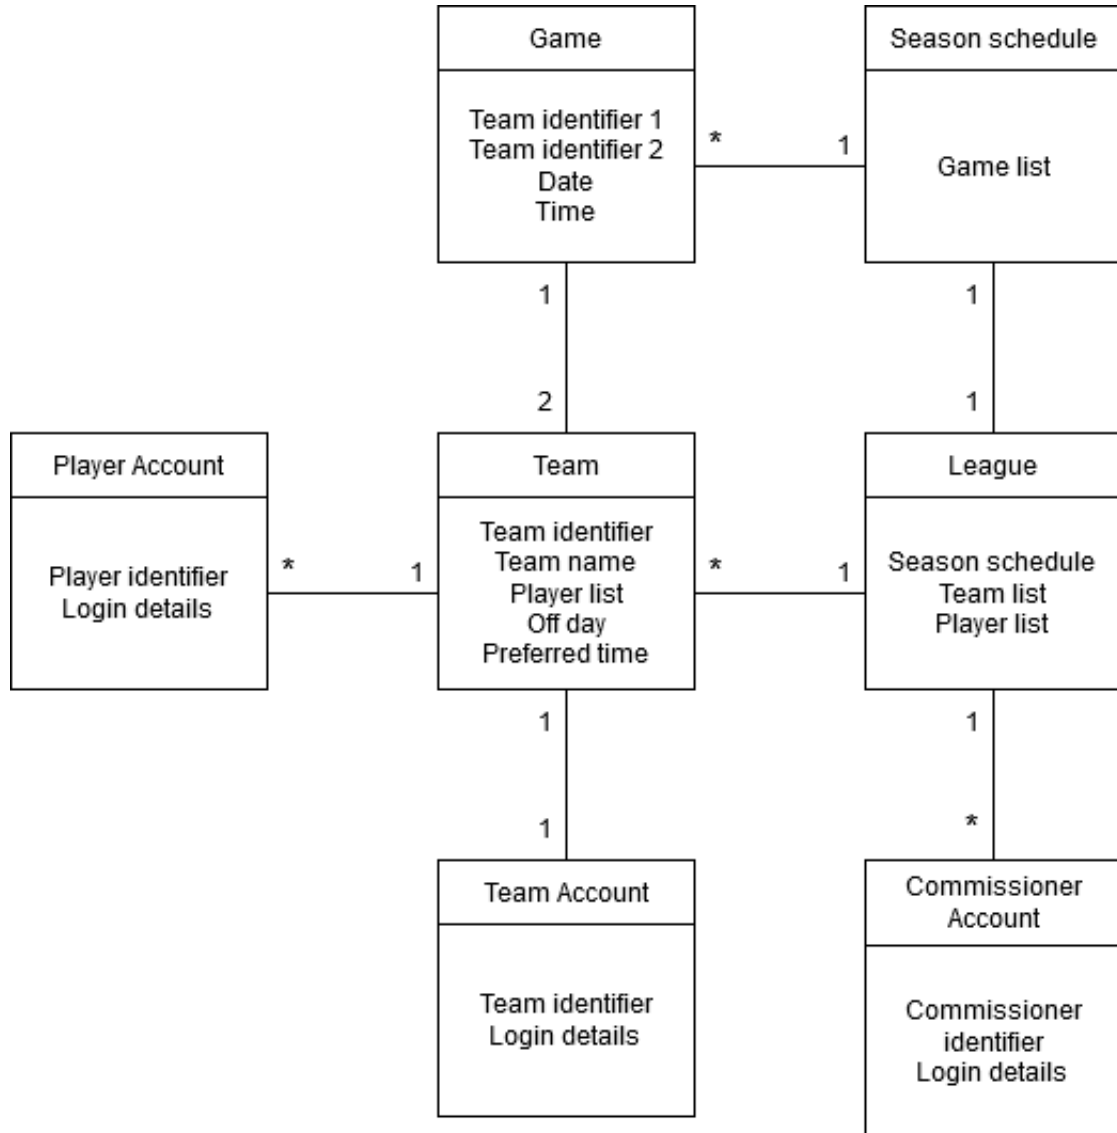 Game
Season schedule
Team identifier 1
Team identifier 2
Date
Time
* 1
Game list
1
1
2
1
Player Account
Team
League
Player identifier
Login details
* 1
Team identifier
Team name
Player list
Off day
Preferred time
* 1
Season schedule
Team list
Player list
1
1
1
*
Team Account
Commissioner
Account
Team identifier
Login details
Commissioner
identifier
Login details